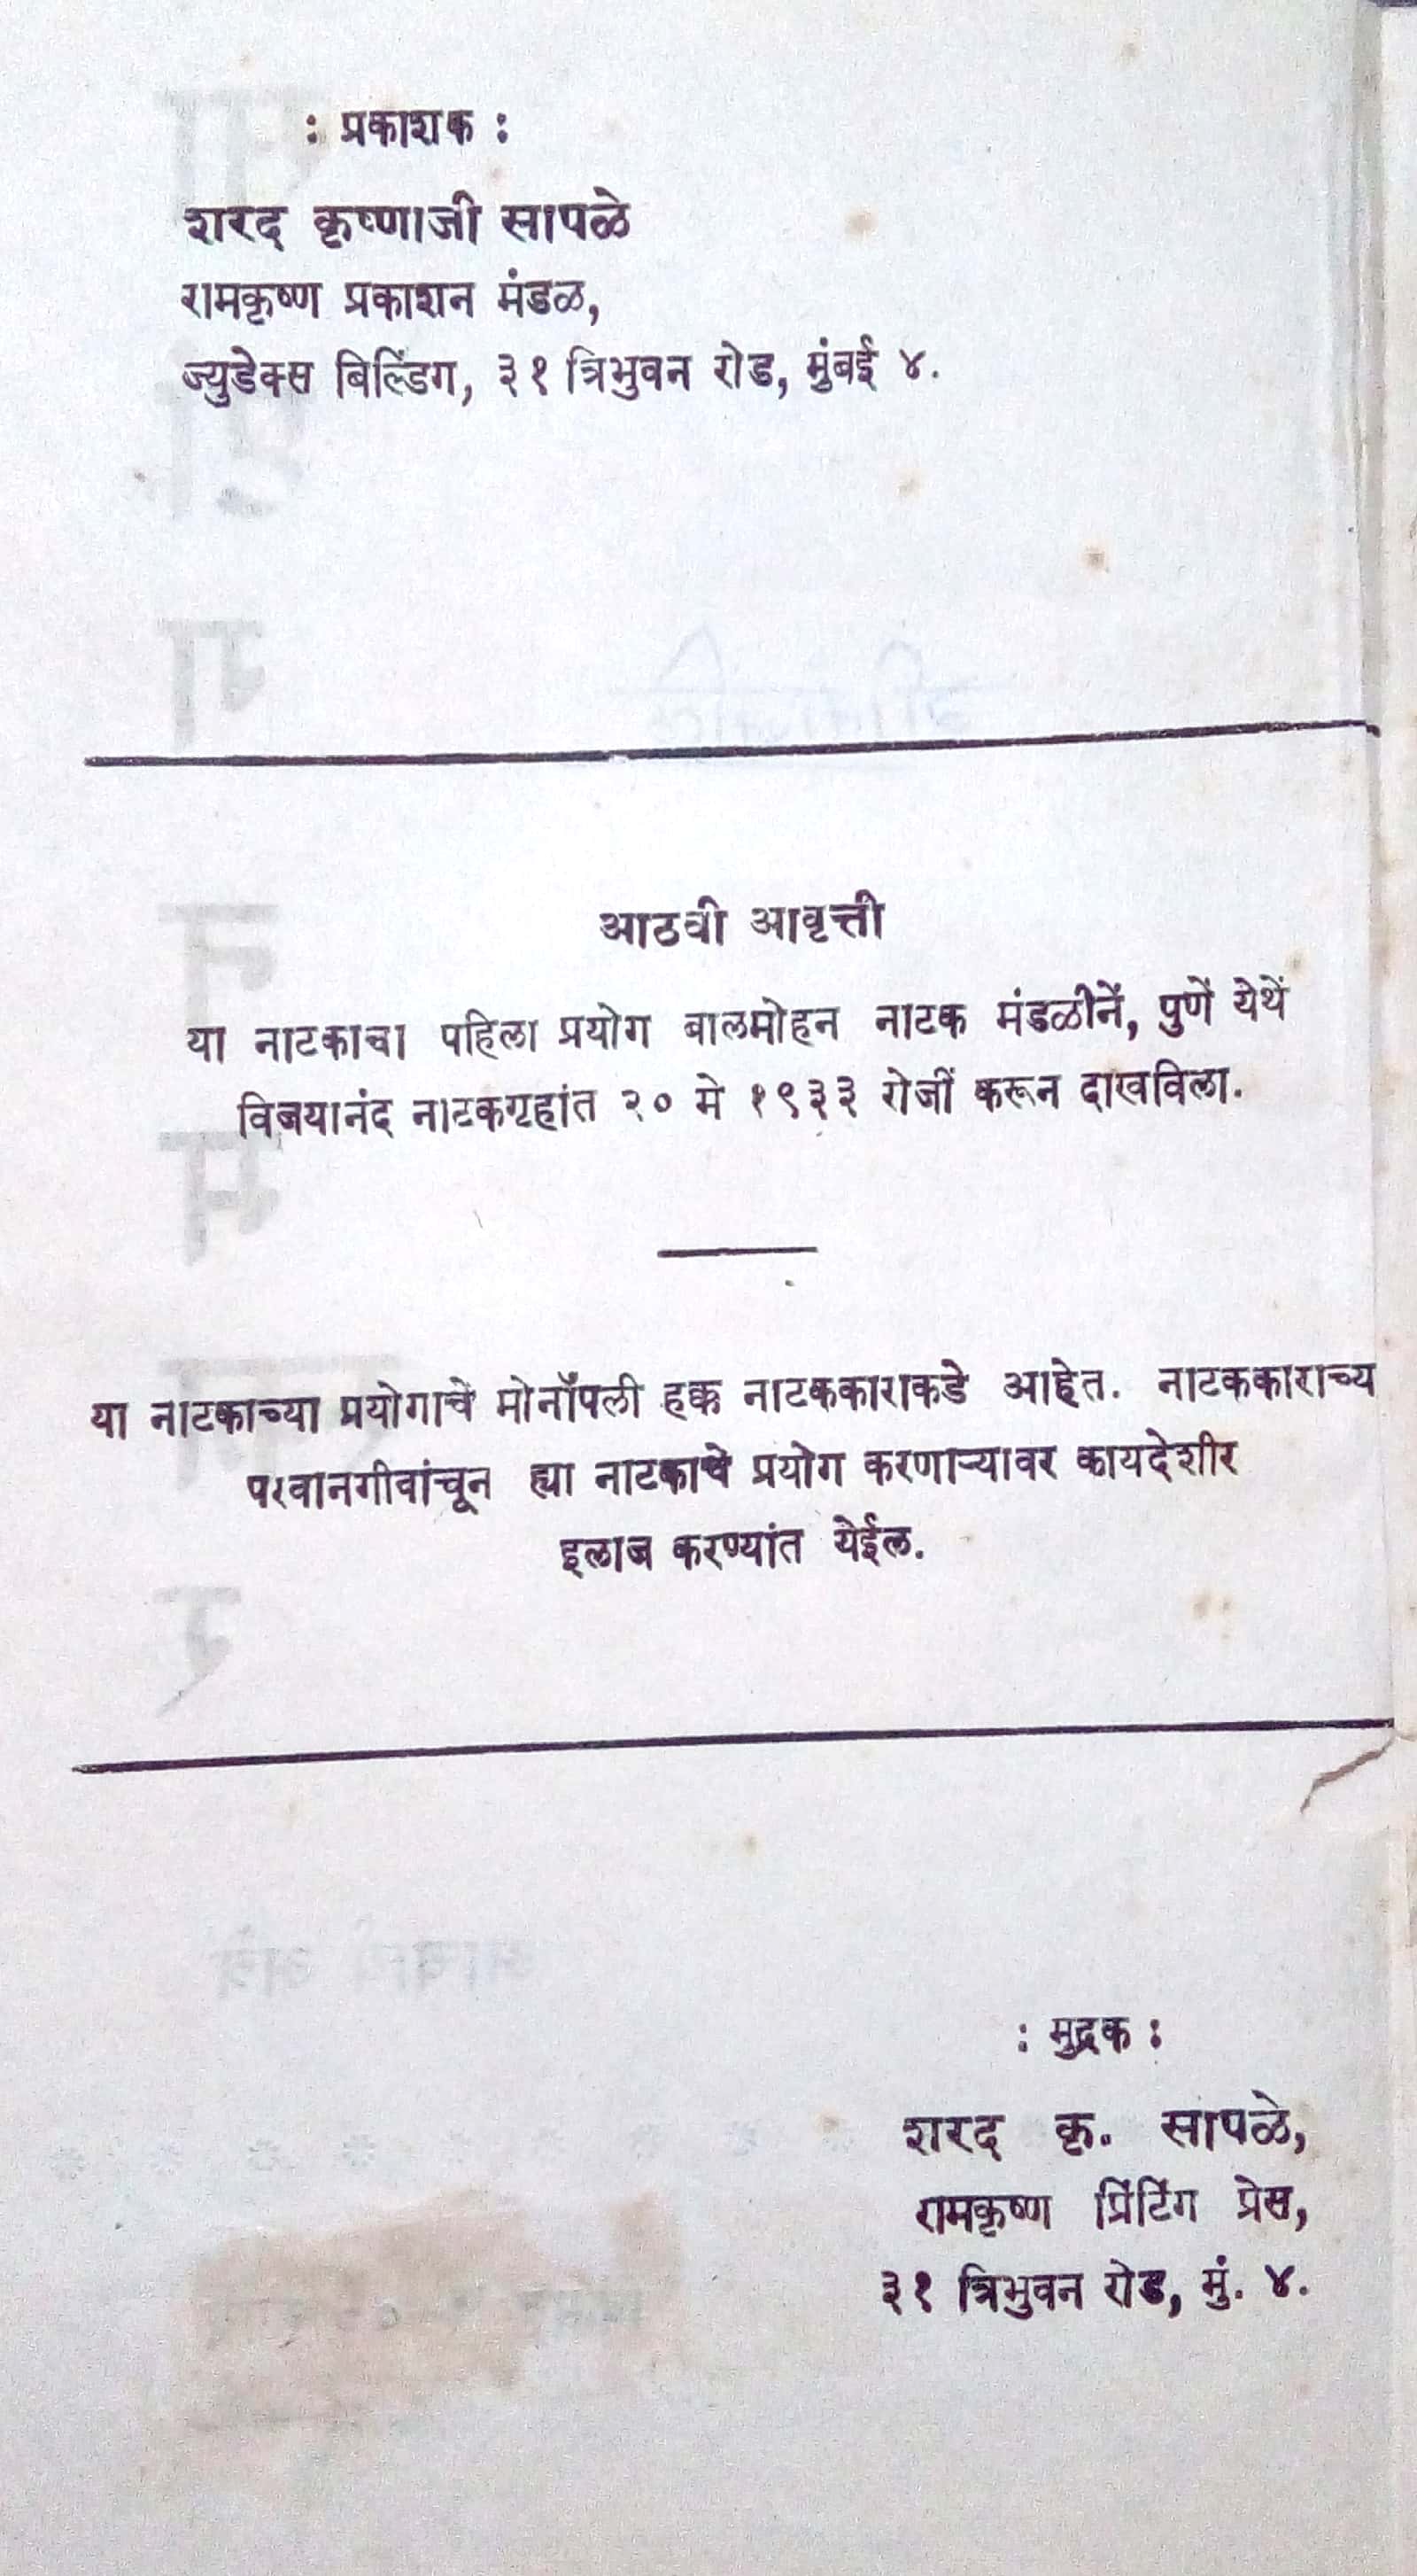 : प्रकाशक :
शरद कृष्णाजी सापळे
रामकृष्ण प्रकाशन मंडळ,
ज्युडेक्स बिल्डिंग, ३१ त्रिभुवन रोड, मुंबई ४.
आठवी आवृत्ती
या नाटकाचा पहिला प्रयोग बालमोहन नाटक मंडळीनें, पुणें येथें
विजयानंद नाटकगृहांत २० मे १९३३ रोजीं करून दाखविला.
या नाटकाच्या प्रयोगाचे मोनॉपली हक्क नाटककाराकडे आहेत. नाटककाराच्य
परवानगीवांचून ह्या नाटकाचे प्रयोग करणाऱ्यावर कायदेशीर
इलाज करण्यांत येईल.
: मुद्रक :
शरद कृ. सापळे,
रामकृष्ण प्रिंटिंग प्रेस,
३१ त्रिभुवन रोड, मुं. ४.